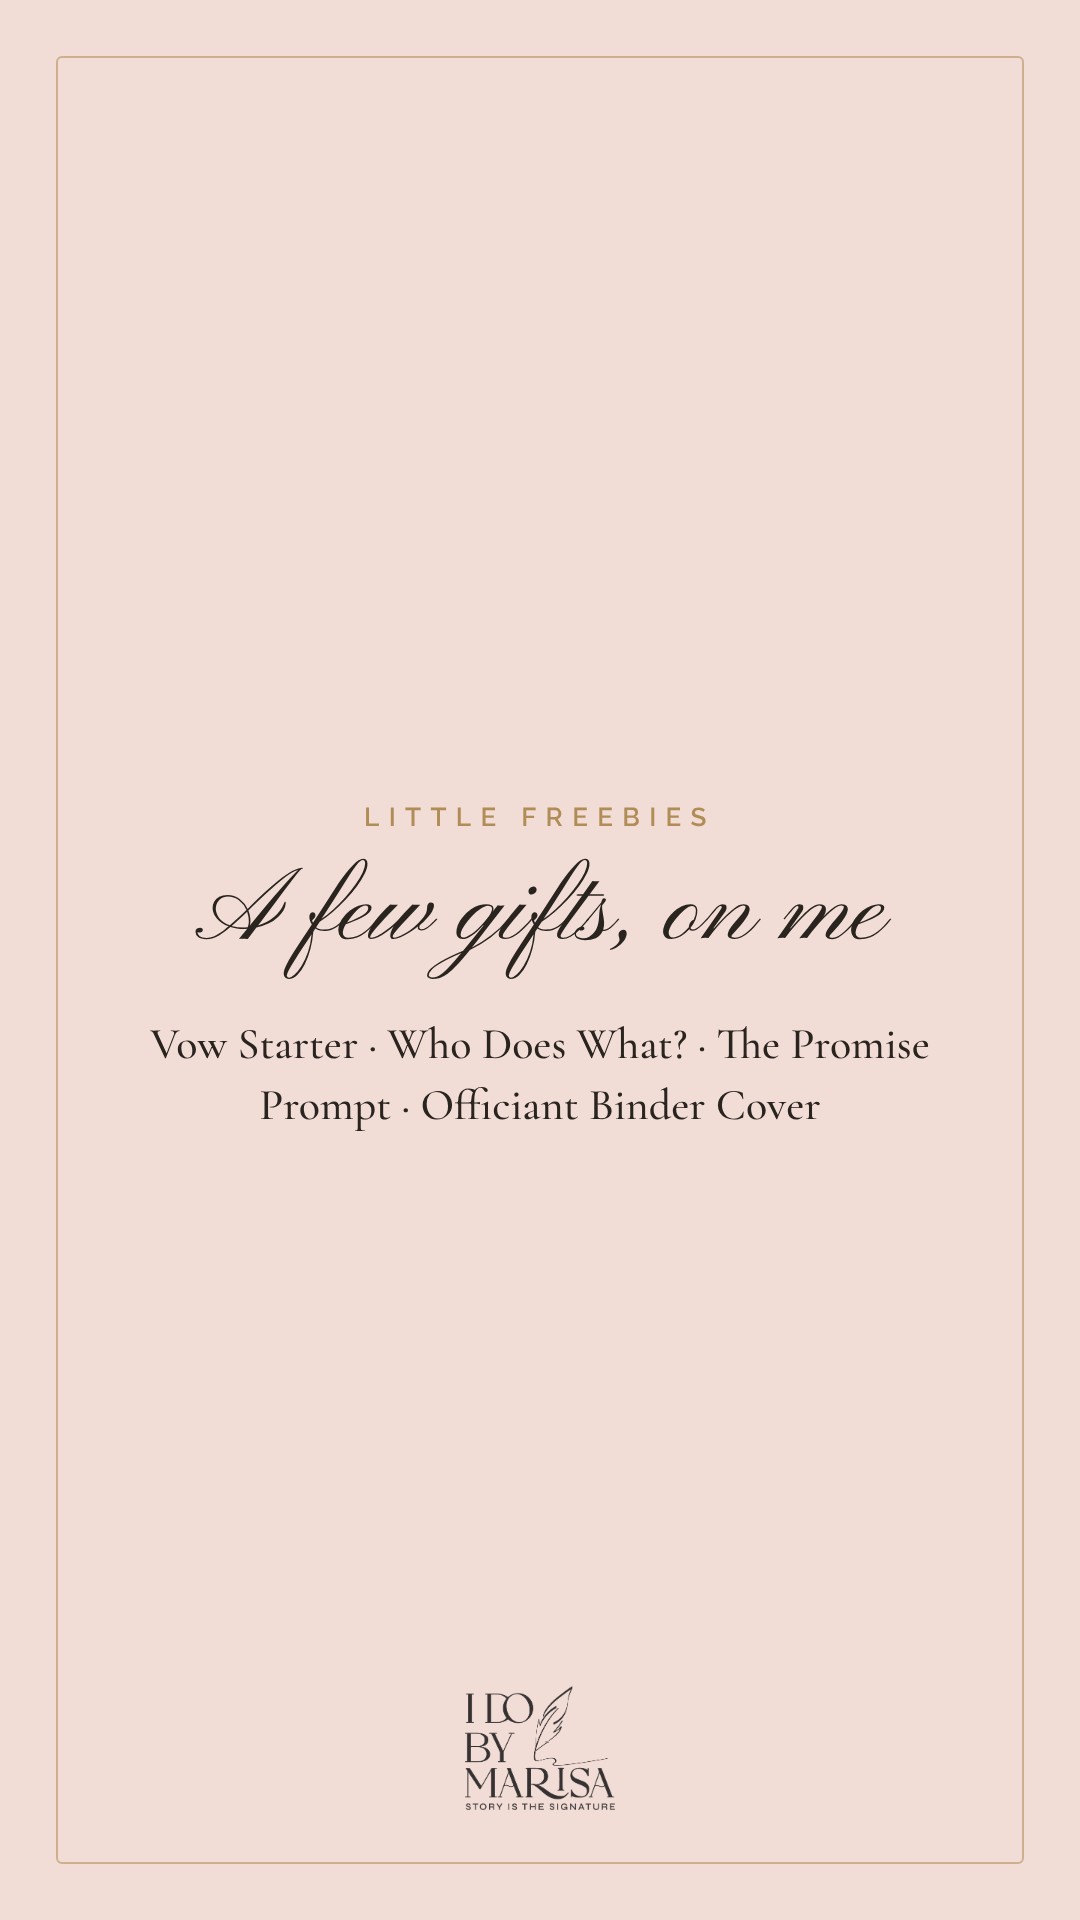 LITTLE FREEBIES
A few gifts, on me
Vow Starter · Who Does What? · The Promise
Prompt · Officiant Binder Cover
I DO
BY
MARISA
STORY IS THE SIGNATURE